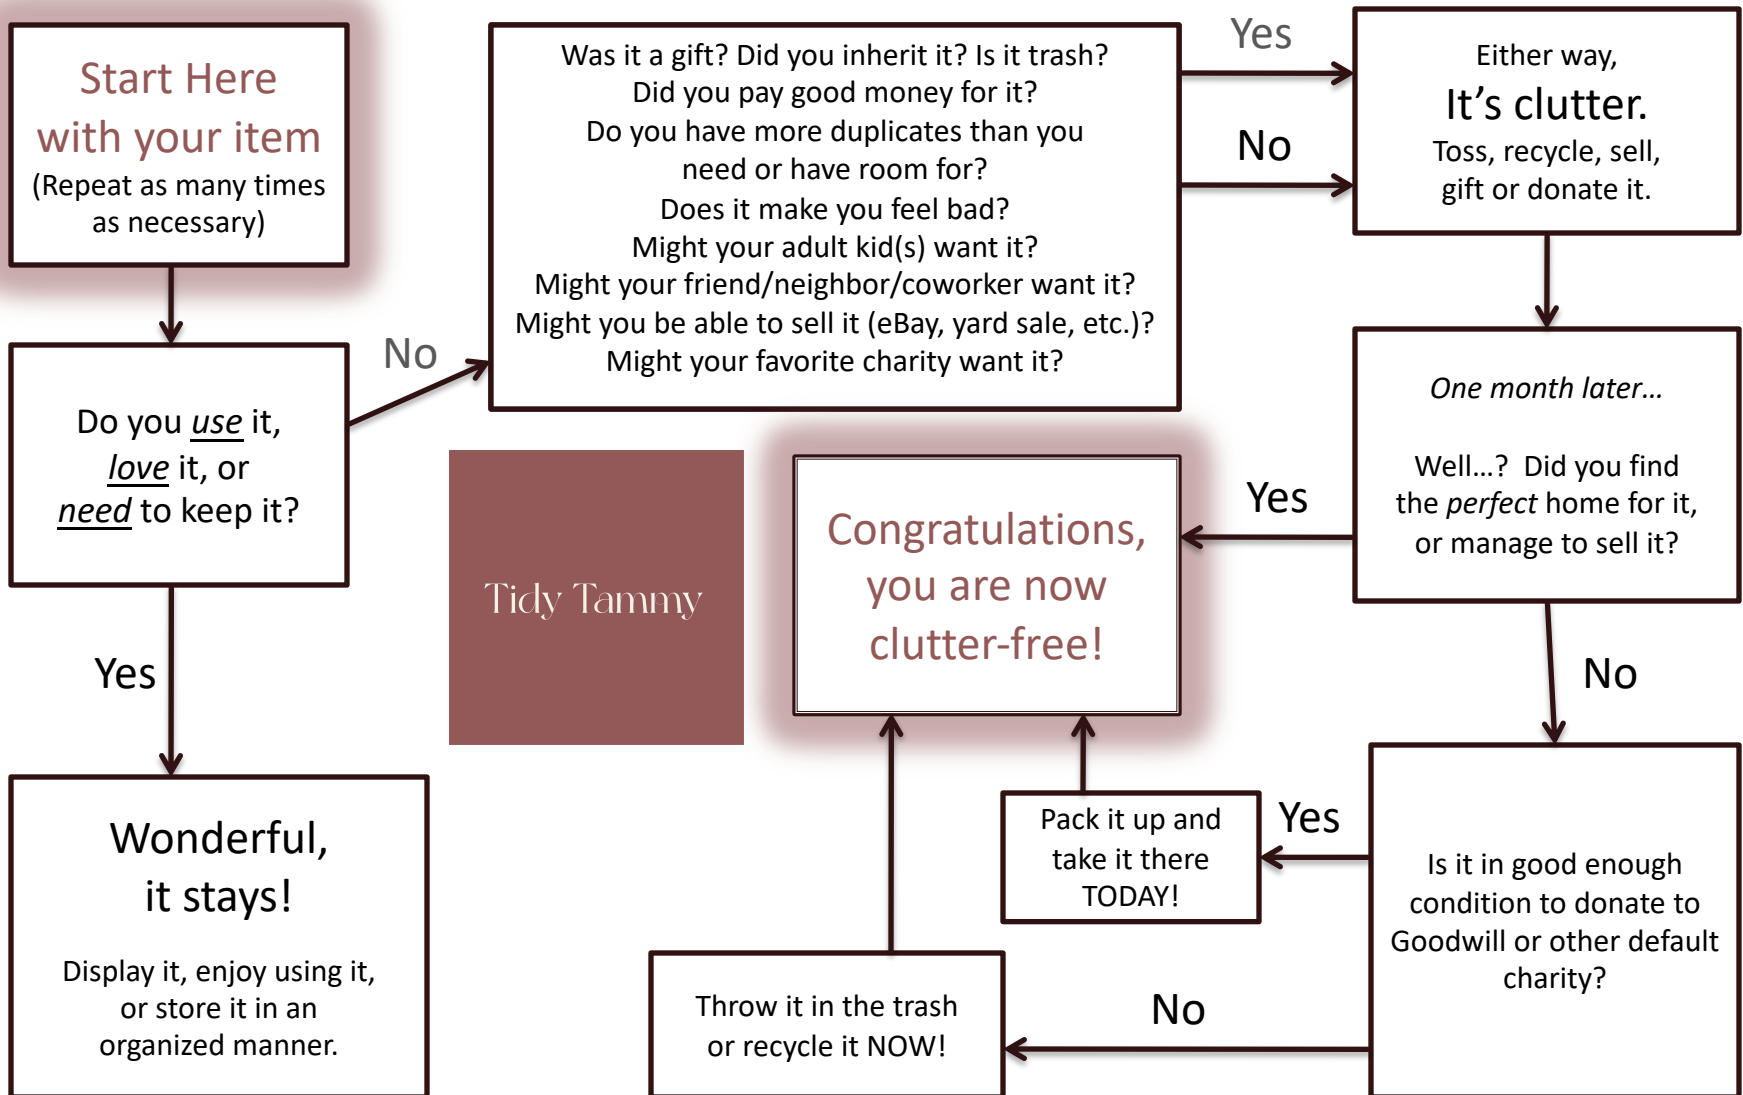 Start Here
with your item
(Repeat as many times
as necessary)
Do you use it,
love it, or
need to keep it?
No
Yes
Wonderful,
it stays!
Display it, enjoy using it,
or store it in an
organized manner.
Was it a gift? Did you inherit it? Is it trash?
Did you pay good money for it?
Do you have more duplicates than you
need or have room for?
Does it make you feel bad?
Might your adult kid(s) want it?
Might your friend/neighbor/coworker want it?
Might you be able to sell it (eBay, yard sale, etc.)?
Might your favorite charity want it?
Yes
No
Either way,
It’s clutter.
Toss, recycle, sell,
gift or donate it.
One month later…
Well…? Did you find
the perfect home for it,
or manage to sell it?
Yes
No
Tidy Tammy
Congratulations,
you are now
clutter-free!
Is it in good enough
condition to donate to
Goodwill or other default
charity?
Yes
Pack it up and
take it there
TODAY!
No
Throw it in the trash
or recycle it NOW!